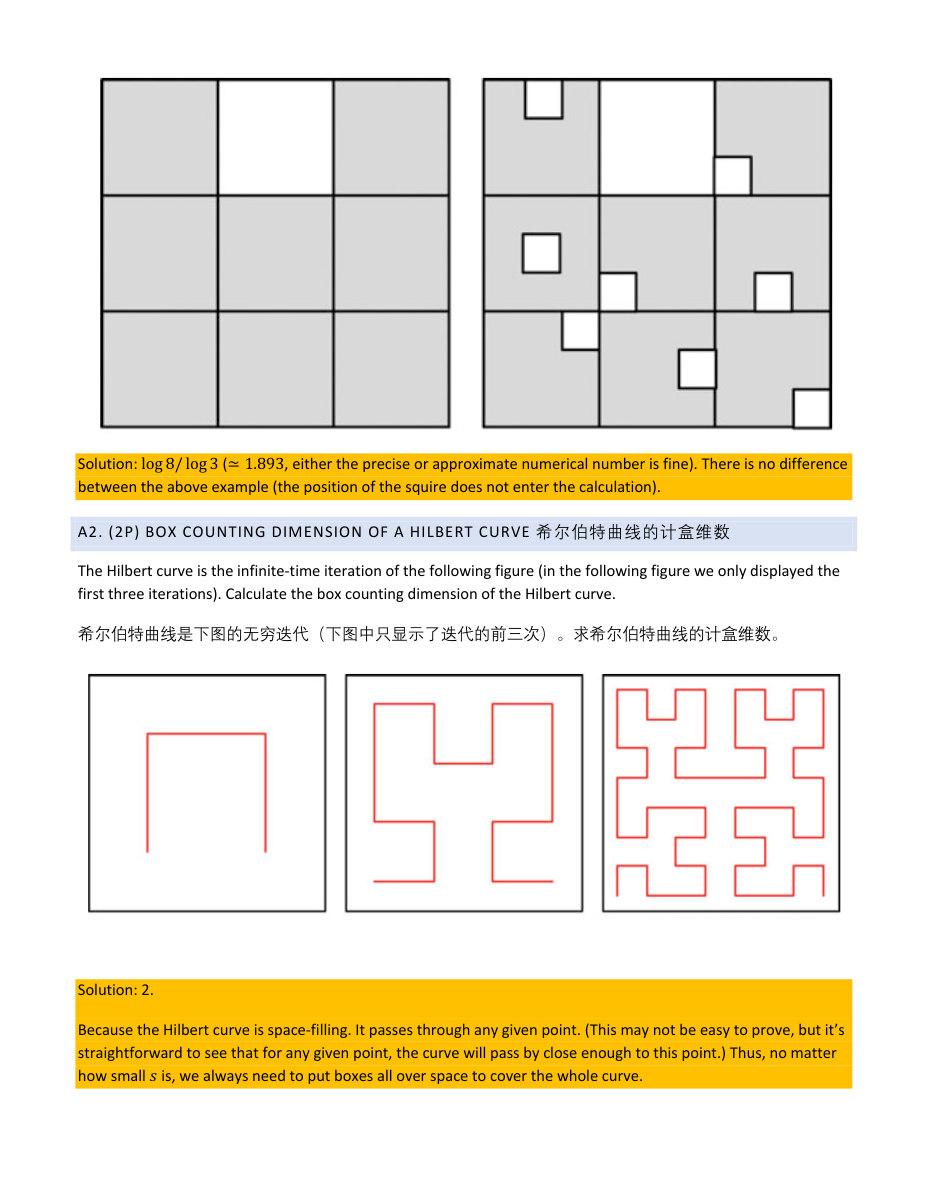 Solution: log 8/ log 3 (≃ 1.893, either the precise or approximate numerical number is fine). There is no difference
between the above example (the position of the squire does not enter the calculation).
A2. (2P) BOX COUNTING DIMENSION OF A HILBERT CURVE 希尔伯特曲线的计盒维数
The Hilbert curve is the infinite-time iteration of the following figure (in the following figure we only displayed the
first three iterations). Calculate the box counting dimension of the Hilbert curve.
希尔伯特曲线是下图的无穷迭代（下图中只显示了迭代的前三次）。求希尔伯特曲线的计盒维数。
Solution: 2.
Because the Hilbert curve is space-filling. It passes through any given point. (This may not be easy to prove, but it’s
straightforward to see that for any given point, the curve will pass by close enough to this point.) Thus, no matter
how small s is, we always need to put boxes all over space to cover the whole curve.